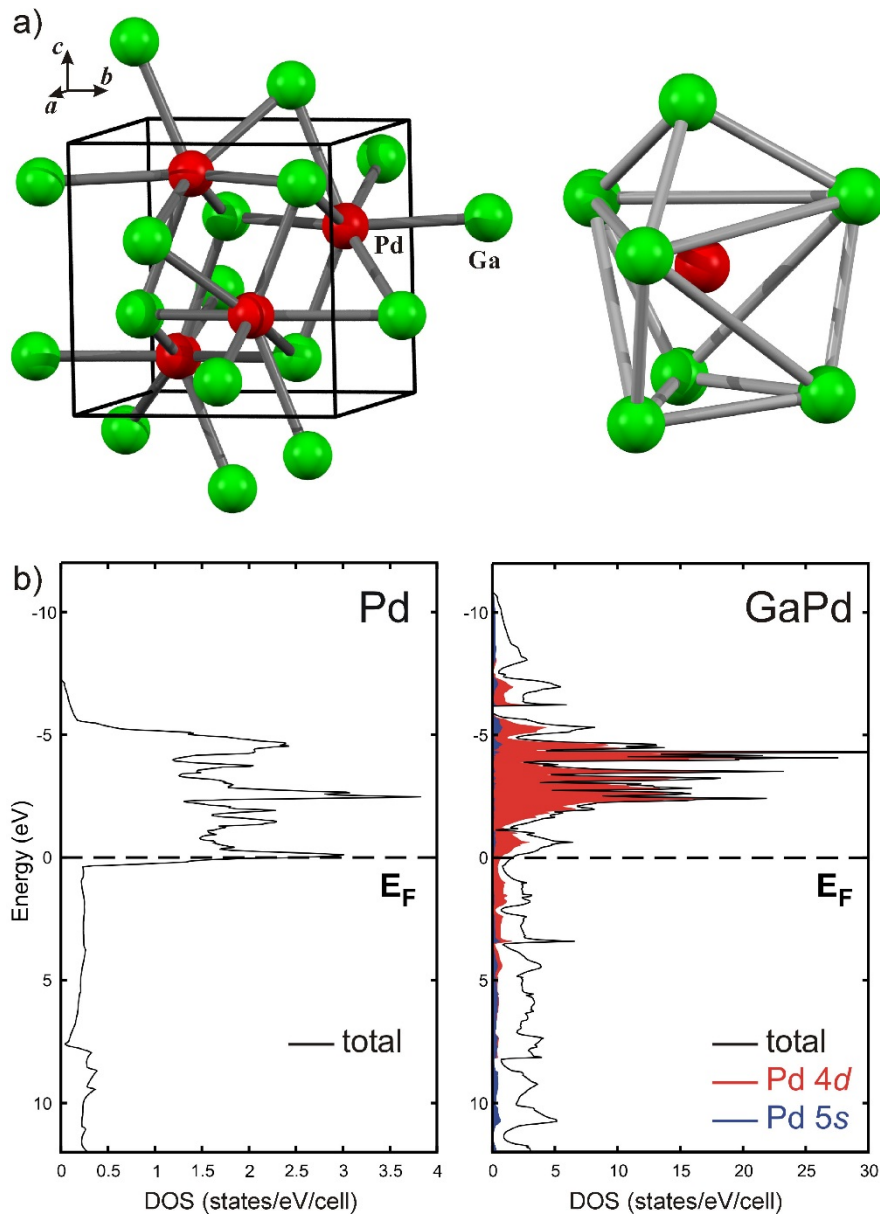 a)
c
b
a
Pd
Ga
b)
Pd
-10
-5
0
5
10
Energy (eV)
E_F
total
0 0.5 1 1.5 2 2.5 3 3.5 4
DOS (states/eV/cell)
GaPd
-10
-5
0
5
10
E_F
total
Pd 4d
Pd 5s
0 5 10 15 20 25 30
DOS (states/eV/cell)